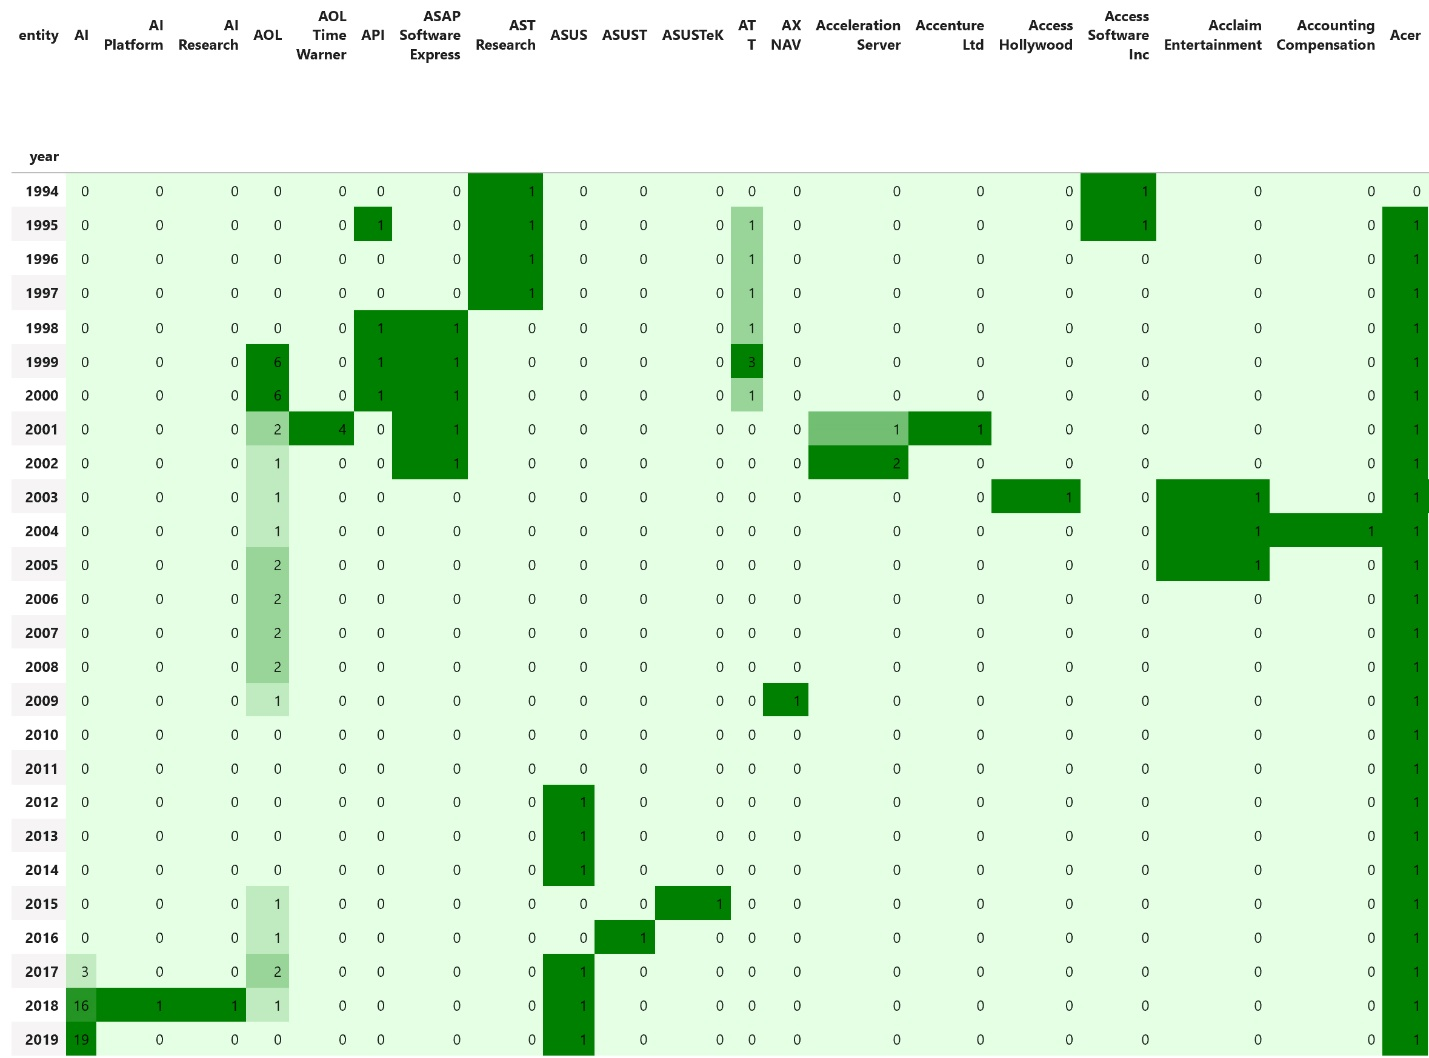 entity AI AI Platform AI Research AOL AOL Time Warner API ASAP Software Express AST Research ASUS ASUST ASUSTeK AT T AX NAV Acceleration Server Accenture Ltd Access Hollywood Access Software Inc Acclaim Entertainment Accounting Compensation Acer
year
1994 0 0 0 0 0 0 0 1 0 0 0 0 0 0 0 0 1 0 0 0
1995 0 0 0 0 0 1 0 1 0 0 0 1 0 0 0 0 1 0 0 1
1996 0 0 0 0 0 0 0 1 0 0 0 1 0 0 0 0 0 0 0 1
1997 0 0 0 0 0 0 0 1 0 0 0 1 0 0 0 0 0 0 0 1
1998 0 0 0 0 0 1 1 0 0 0 0 1 0 0 0 0 0 0 0 1
1999 0 0 0 6 0 1 1 0 0 0 0 3 0 0 0 0 0 0 0 1
2000 0 0 0 6 0 1 1 0 0 0 0 1 0 0 0 0 0 0 0 1
2001 0 0 0 2 4 0 1 0 0 0 0 0 0 1 1 0 0 0 0 1
2002 0 0 0 1 0 0 1 0 0 0 0 0 0 2 0 0 0 0 0 1
2003 0 0 0 1 0 0 0 0 0 0 0 0 0 0 0 1 0 1 0 1
2004 0 0 0 1 0 0 0 0 0 0 0 0 0 0 0 0 0 1 1 1
2005 0 0 0 2 0 0 0 0 0 0 0 0 0 0 0 0 0 1 0 1
2006 0 0 0 2 0 0 0 0 0 0 0 0 0 0 0 0 0 0 0 1
2007 0 0 0 2 0 0 0 0 0 0 0 0 0 0 0 0 0 0 0 1
2008 0 0 0 2 0 0 0 0 0 0 0 0 0 0 0 0 0 0 0 1
2009 0 0 0 1 0 0 0 0 0 0 0 0 1 0 0 0 0 0 0 1
2010 0 0 0 0 0 0 0 0 0 0 0 0 0 0 0 0 0 0 0 1
2011 0 0 0 0 0 0 0 0 0 0 0 0 0 0 0 0 0 0 0 1
2012 0 0 0 0 0 0 0 0 1 0 0 0 0 0 0 0 0 0 0 1
2013 0 0 0 0 0 0 0 0 1 0 0 0 0 0 0 0 0 0 0 1
2014 0 0 0 0 0 0 0 0 1 0 0 0 0 0 0 0 0 0 0 1
2015 0 0 0 1 0 0 0 0 0 0 1 0 0 0 0 0 0 0 0 1
2016 0 0 0 1 0 0 0 0 0 1 0 0 0 0 0 0 0 0 0 1
2017 3 0 0 2 0 0 0 0 1 0 0 0 0 0 0 0 0 0 0 1
2018 16 1 1 1 0 0 0 0 1 0 0 0 0 0 0 0 0 0 0 1
2019 19 0 0 0 0 0 0 0 1 0 0 0 0 0 0 0 0 0 0 1